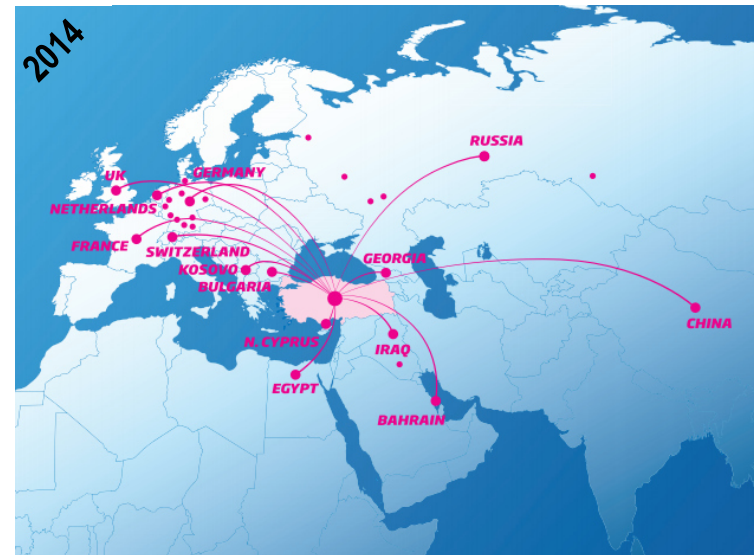 2014
RUSSIA
UK
GERMANY
NETHERLANDS
FRANCE
SWITZERLAND
KOSOVO
GEORGIA
BULGARIA
CHINA
N. CYPRUS
IRAQ
EGYPT
BAHRAIN